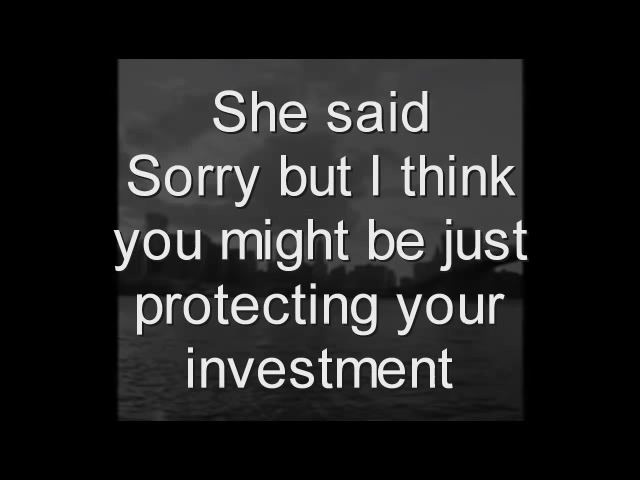 She said
Sorry but I think
you might be just
protecting your
investment